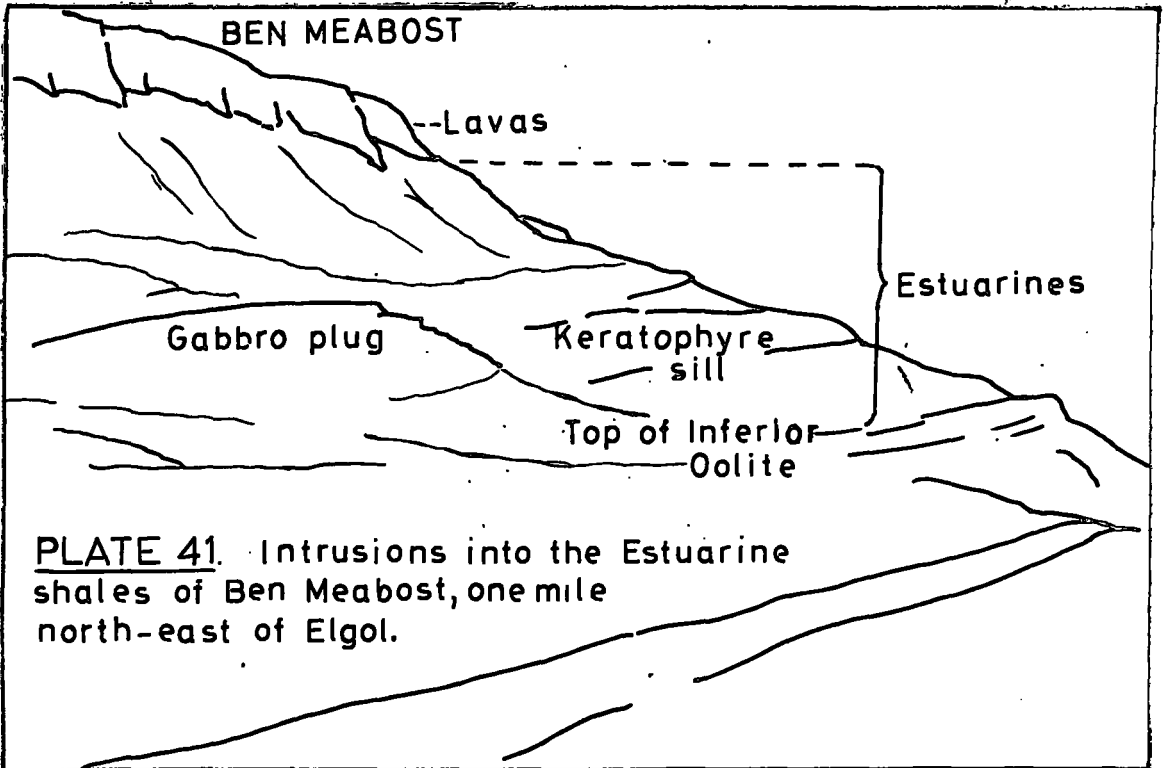 BEN MEABOST
--Lavas
Estuarines
Gabbro plug
Keratophyre
sill
Top of Inferior
Oolite
PLATE 41. Intrusions into the Estuarine
shales of Ben Meabost, one mile
north-east of Elgol.